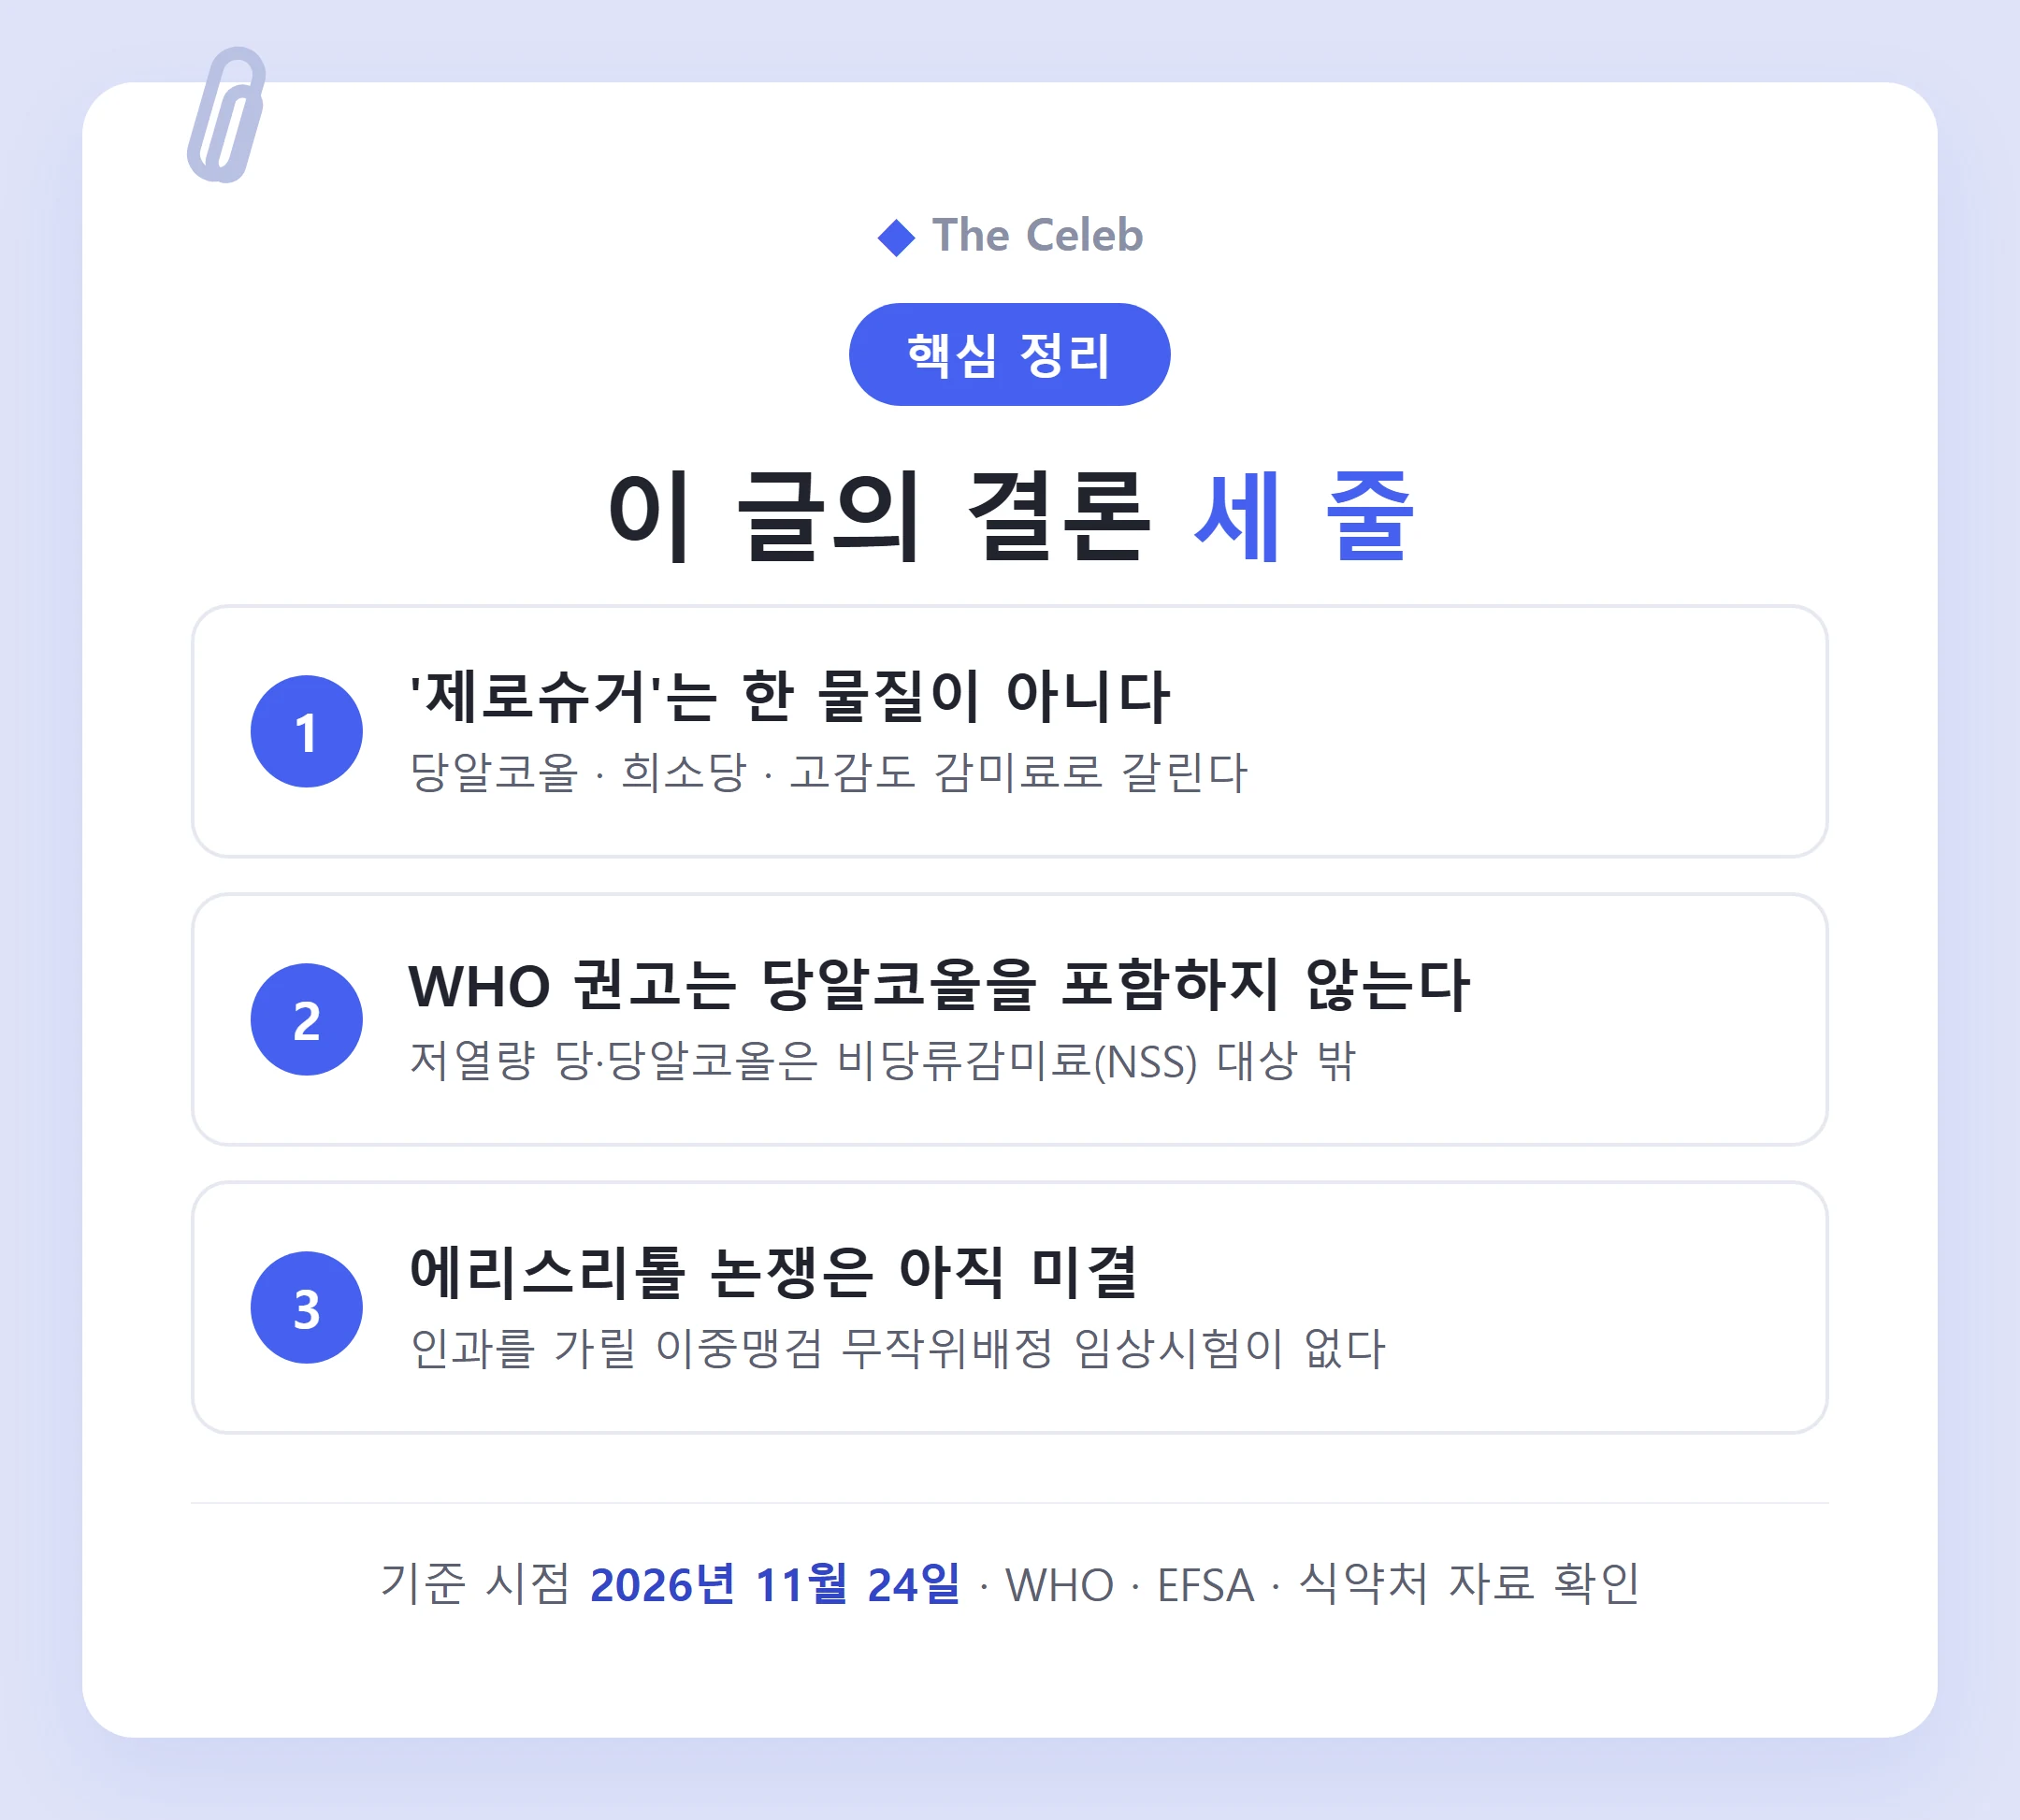 ◆ The Celeb
핵심 정리
이 글의 결론 세 줄
1
'제로슈거'는 한 물질이 아니다
당알코올 · 희소당 · 고감도 감미료로 갈린다
2
WHO 권고는 당알코올을 포함하지 않는다
저열량 당·당알코올은 비당류감미료(NSS) 대상 밖
3
에리스리톨 논쟁은 아직 미결
인과를 가릴 이중맹검 무작위배정 임상시험이 없다
기준 시점 2026년 11월 24일 · WHO · EFSA · 식약처 자료 확인